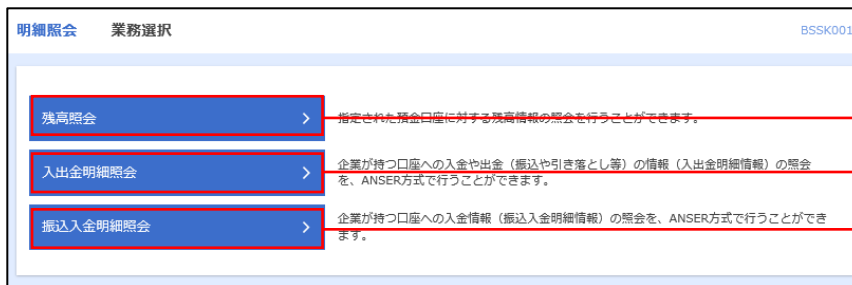 明細照会 業務選択 BSSK001
残高照会
指定された預金口座に対する残高情報の照会を行うことができます。
入出金明細照会
企業が持つ口座への入金や出金（振込や引き落とし等）の情報（入出金明細情報）の照会
を、ANSER方式で行うことができます。
振込入金明細照会
企業が持つ口座への入金情報（振込入金明細情報）の照会を、ANSER方式で行うことができ
ます。